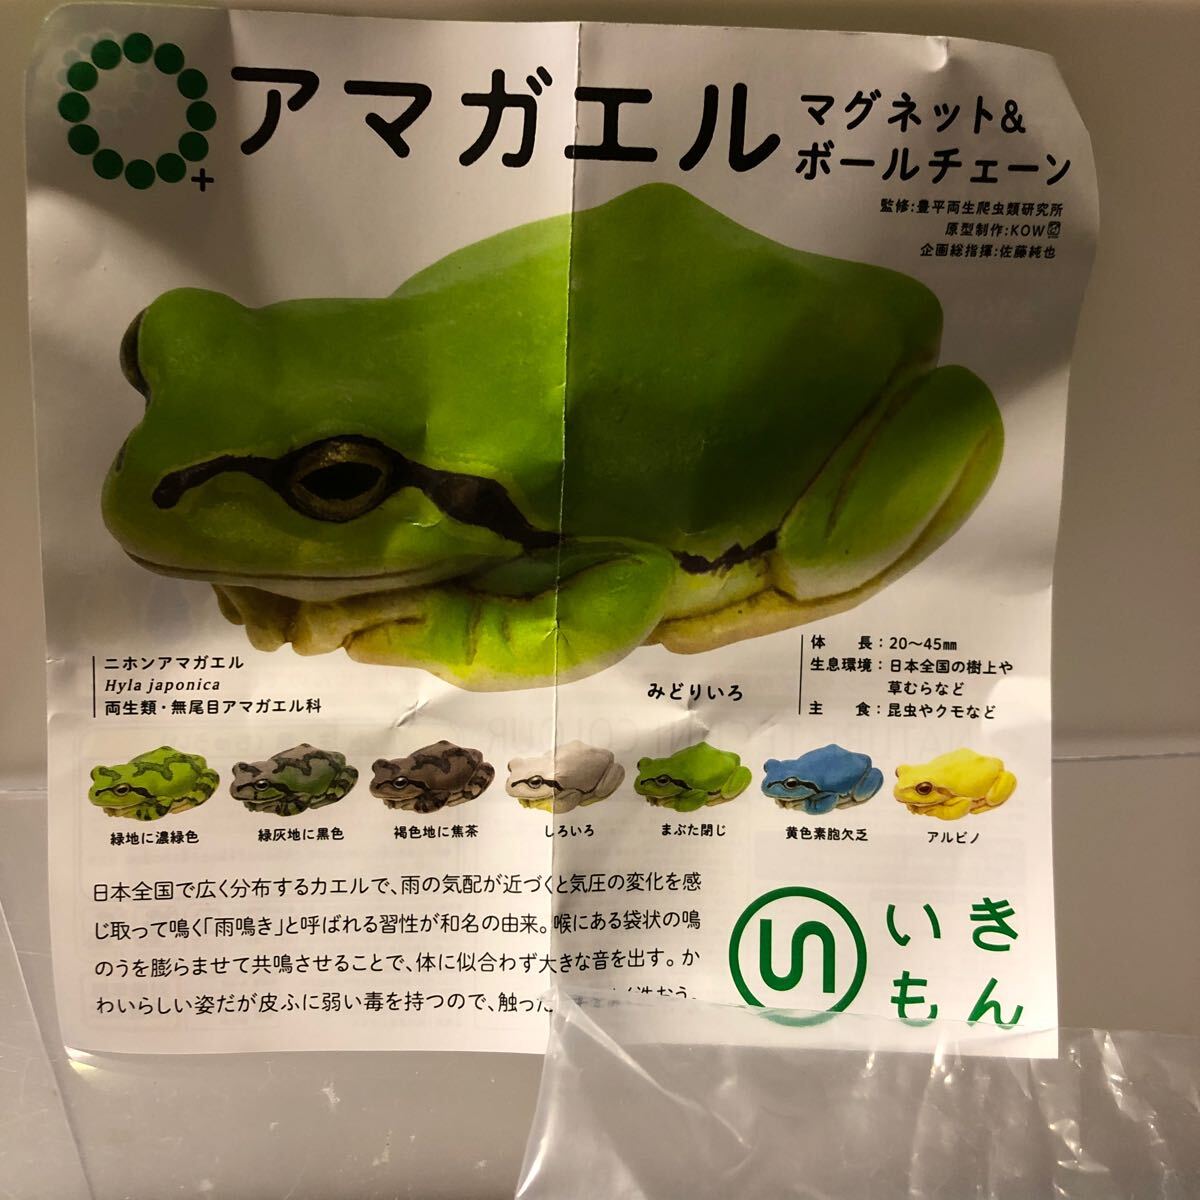 アマガエル
マグネット&
ボールチェーン
監修:豊平両生爬虫類研究所
原型制作:KOW
企画総指揮:佐藤純也
ニホンアマガエル
Hyla japonica
両生類・無尾目アマガエル科
みどりいろ
体 長:20〜45㎜
生息環境:日本全国の樹上や
草むらなど
主 食:昆虫やクモなど
緑地に濃緑色
緑灰地に黒色
褐色地に焦茶
しろいろ
まぶた閉じ
黄色素胞欠乏
アルビノ
日本全国で広く分布するカエルで、雨の気配が近づくと気圧の変化を感
じ取って鳴く「雨鳴き」と呼ばれる習性が和名の由来。喉にある袋状の鳴
のうを膨らませて共鳴させることで、体に似合わず大きな音を出す。か
わいらしい姿だが皮ふに弱い毒を持つので、触った
きん
いも